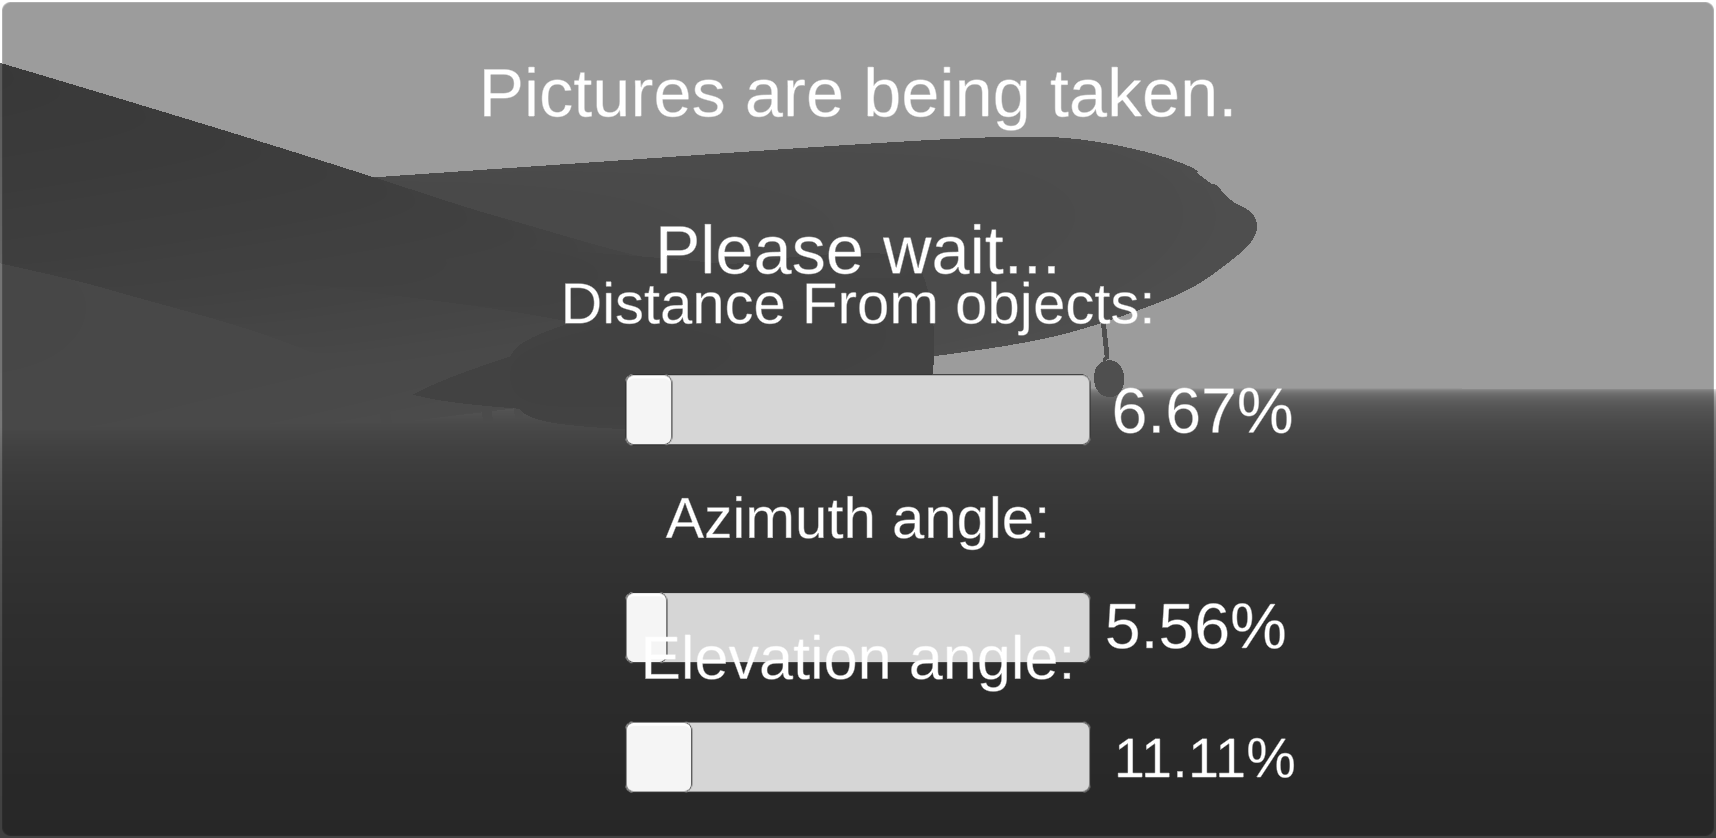 Pictures are being taken.
Please wait...
Distance From objects:
6.67%
Azimuth angle:
5.56%
Elevation angle:
11.11%